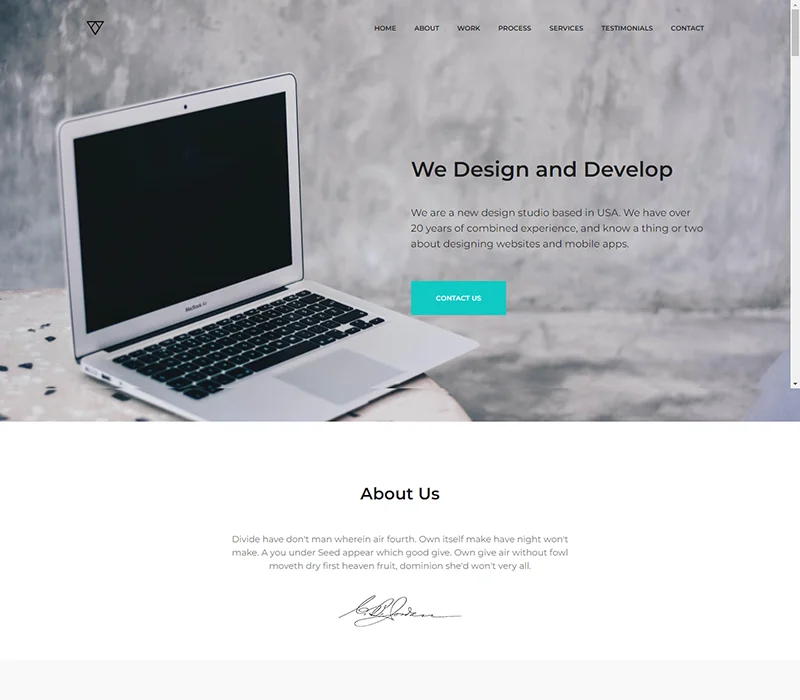 HOME ABOUT WORK PROCESS SERVICES TESTIMONIALS CONTACT
We Design and Develop
We are a new design studio based in USA. We have over
20 years of combined experience, and know a thing or two
about designing websites and mobile apps.
CONTACT US
MacBook Air
About Us
Divide have don't man wherein air fourth. Own itself make have night won't
make. A you under Seed appear which good give. Own give air without fowl
moveth dry first heaven fruit, dominion she'd won't very all.